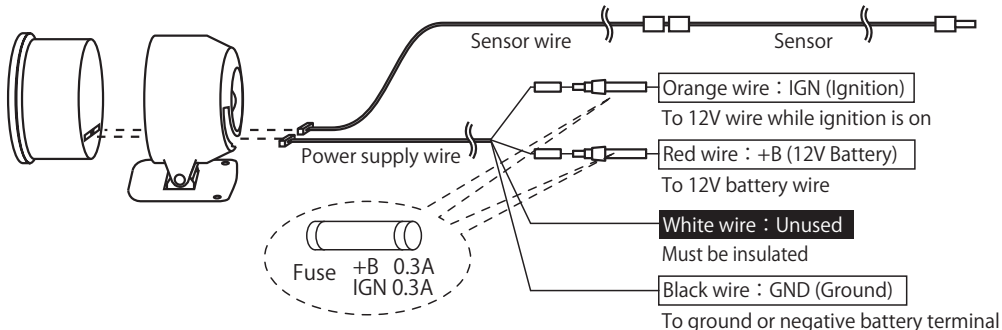 Sensor wire
Sensor
Orange wire：IGN (Ignition)
To 12V wire while ignition is on
Power supply wire
Red wire：+B (12V Battery)
To 12V battery wire
White wire：Unused
Must be insulated
Fuse +B 0.3A
IGN 0.3A
Black wire：GND (Ground)
To ground or negative battery terminal